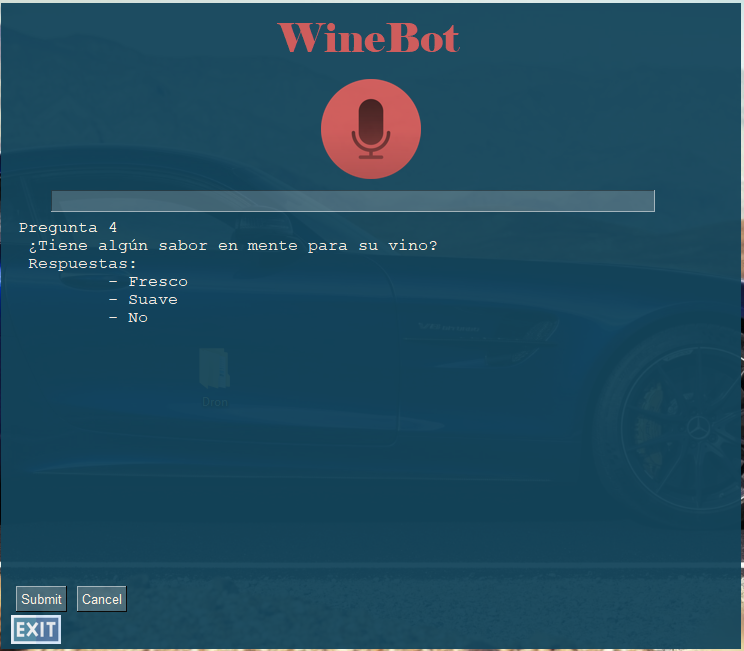 WineBot
Pregunta 4
¿Tiene algún sabor en mente para su vino?
Respuestas:
- Fresco
- Suave
- No
Dron
Submit Cancel
EXIT